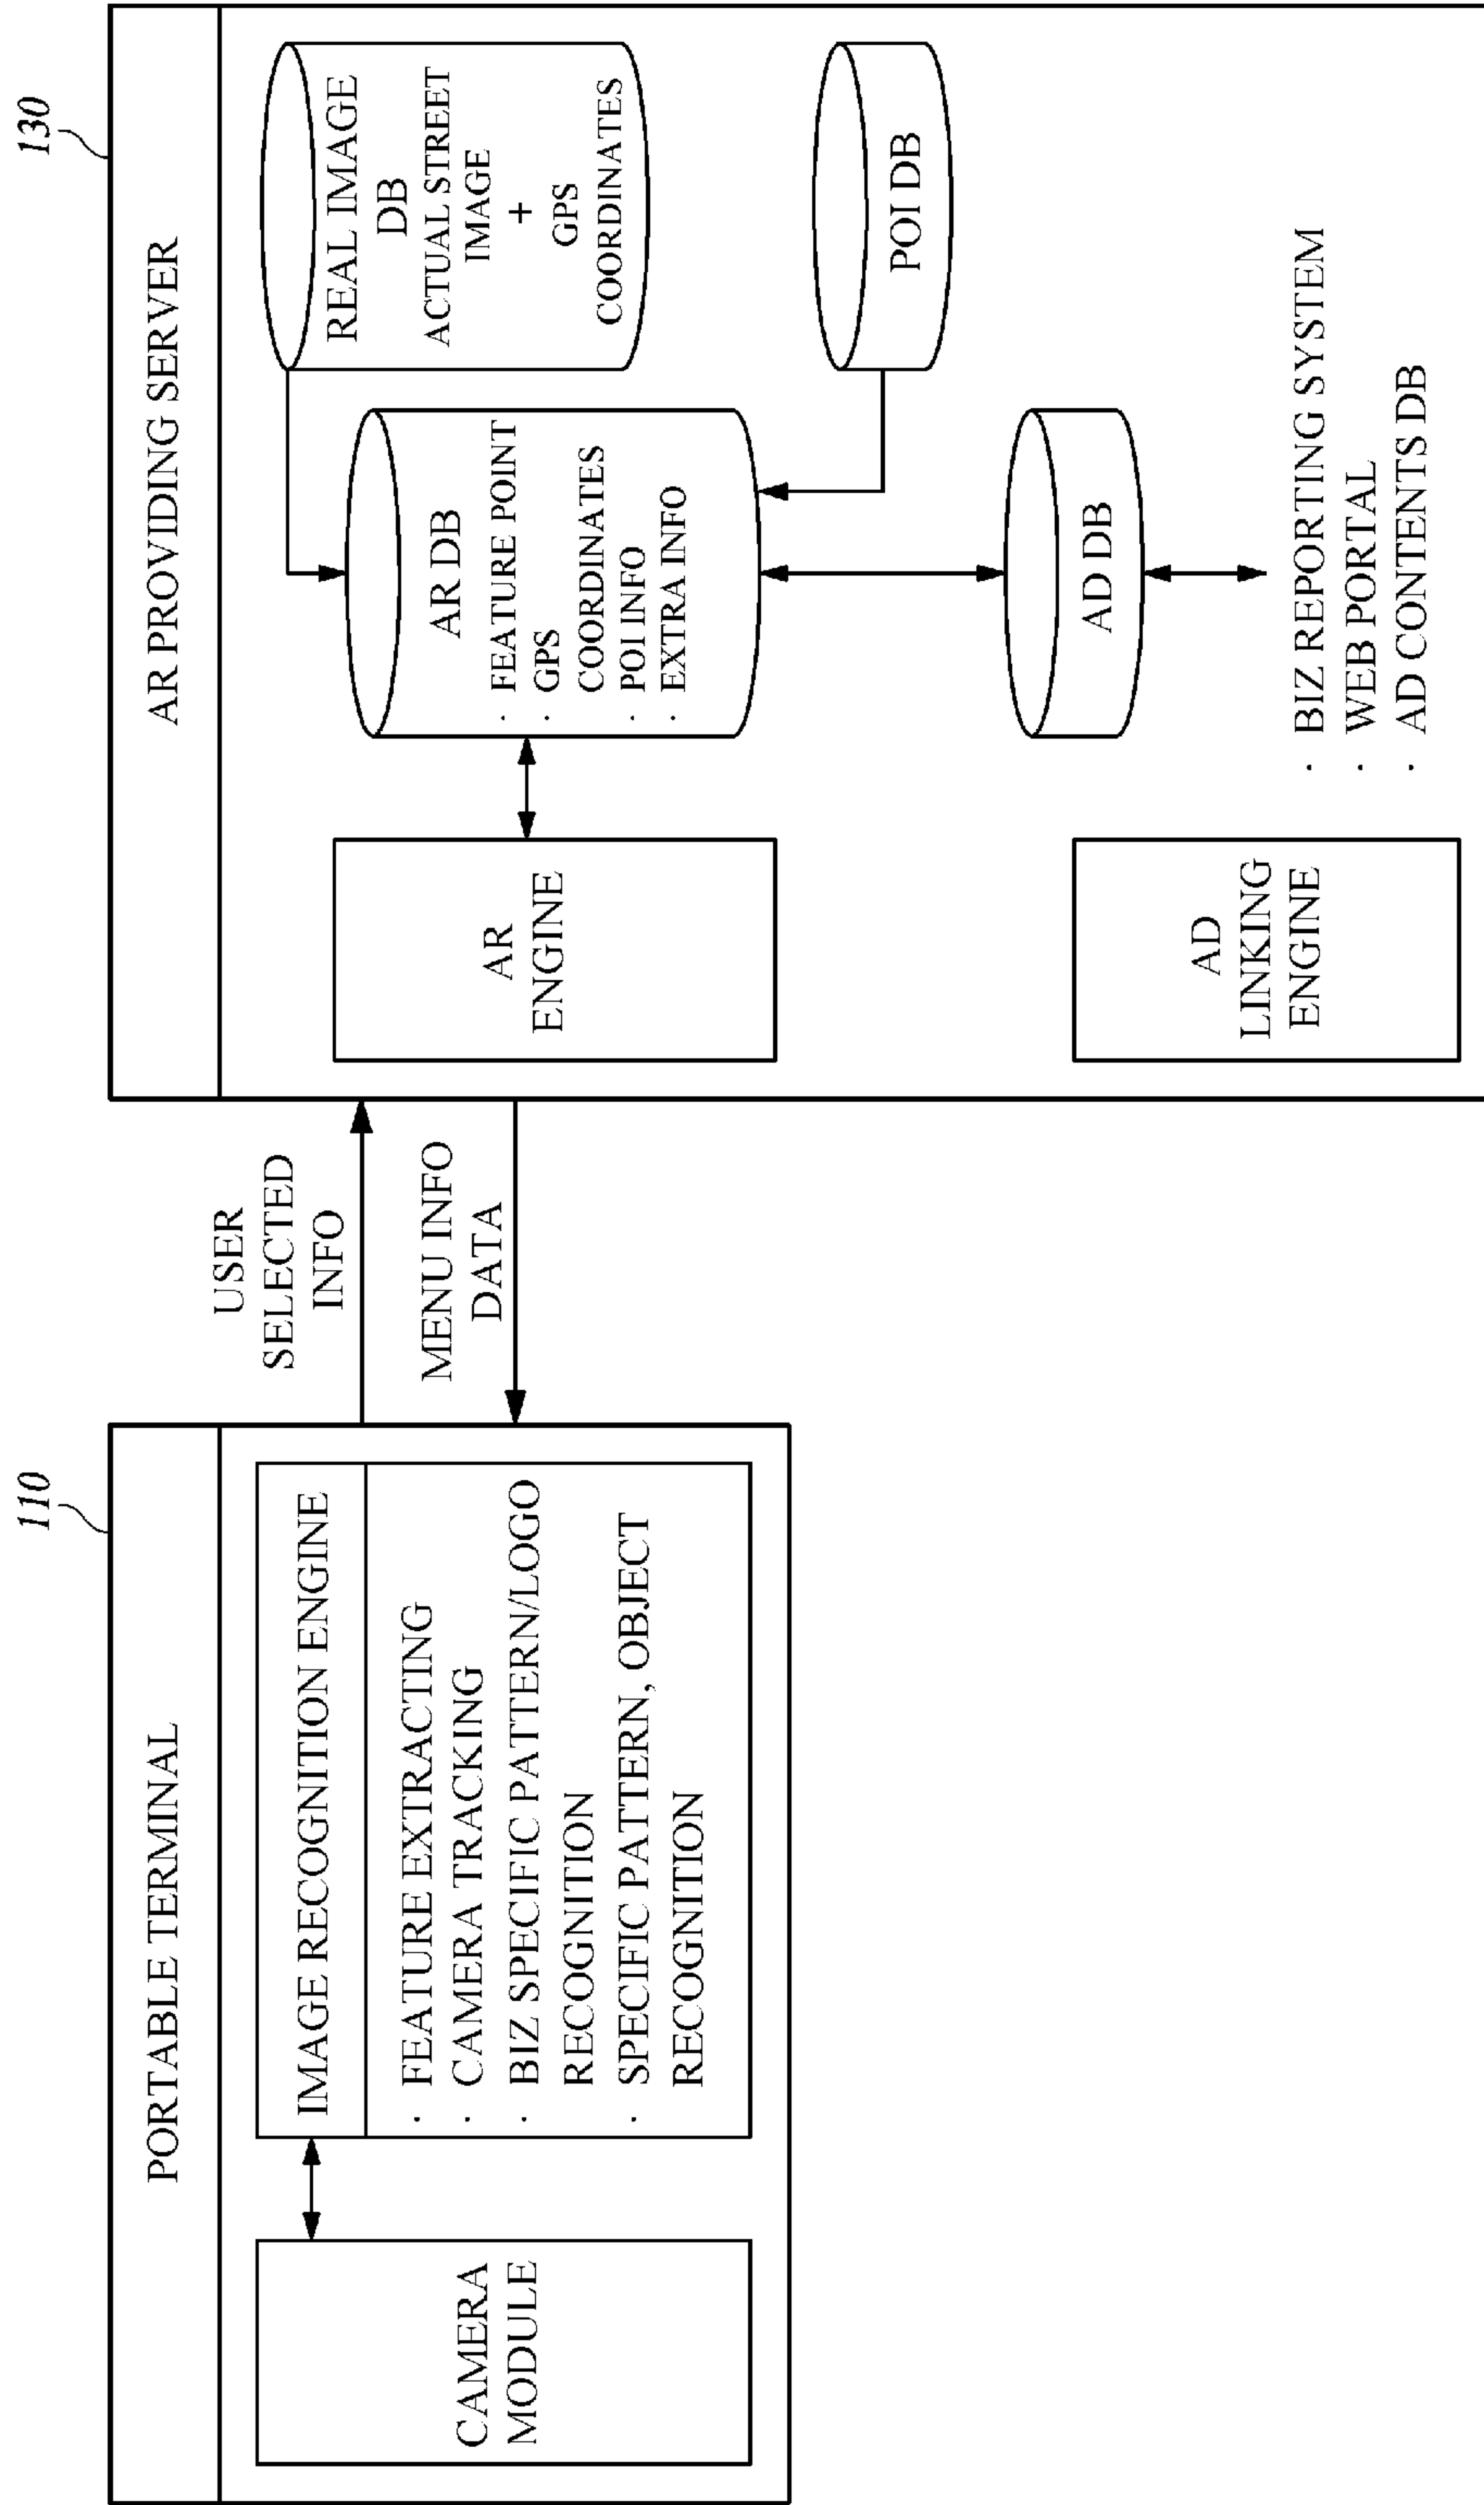 110
PORTABLE TERMINAL
CAMERA
MODULE
IMAGE RECOGNITION ENGINE
· FEATURE EXTRACTING
· CAMERA TRACKING
· BIZ SPECIFIC PATTERN/LOGO
RECOGNITION
· SPECIFIC PATTERN, OBJECT
RECOGNITION
USER
SELECTED
INFO
MENU INFO
DATA
130
AR PROVIDING SERVER
AR
ENGINE
AR DB
· FEATURE POINT
· GPS
COORDINATES
· POI INFO
· EXTRA INFO
REAL IMAGE
DB
ACTUAL STREET
IMAGE
+
GPS
COORDINATES
POI DB
AD
LINKING
ENGINE
AD DB
· BIZ REPORTING SYSTEM
· WEB PORTAL
· AD CONTENTS DB